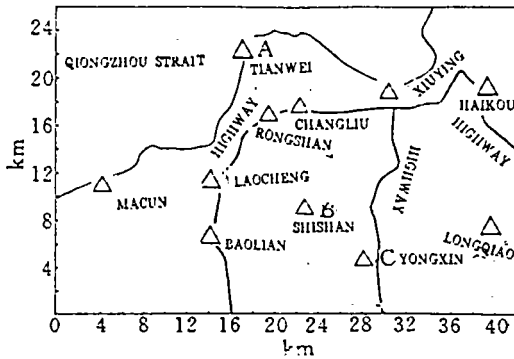 24
20
16
12
8
4
km
QIONGZHOU STRAIT
A
TIANWEI
XIUYING
HAIKOU
HIGHWAY
CHANGLIU
RONGSHAN
HIGHWAY
MACUN
LAOCHENG
HIGHWAY
B
SHISHAN
BAOLIAN
LONGQIAO
C YONGXIN
0 4 8 12 16 20 24 28 32 36 40
km